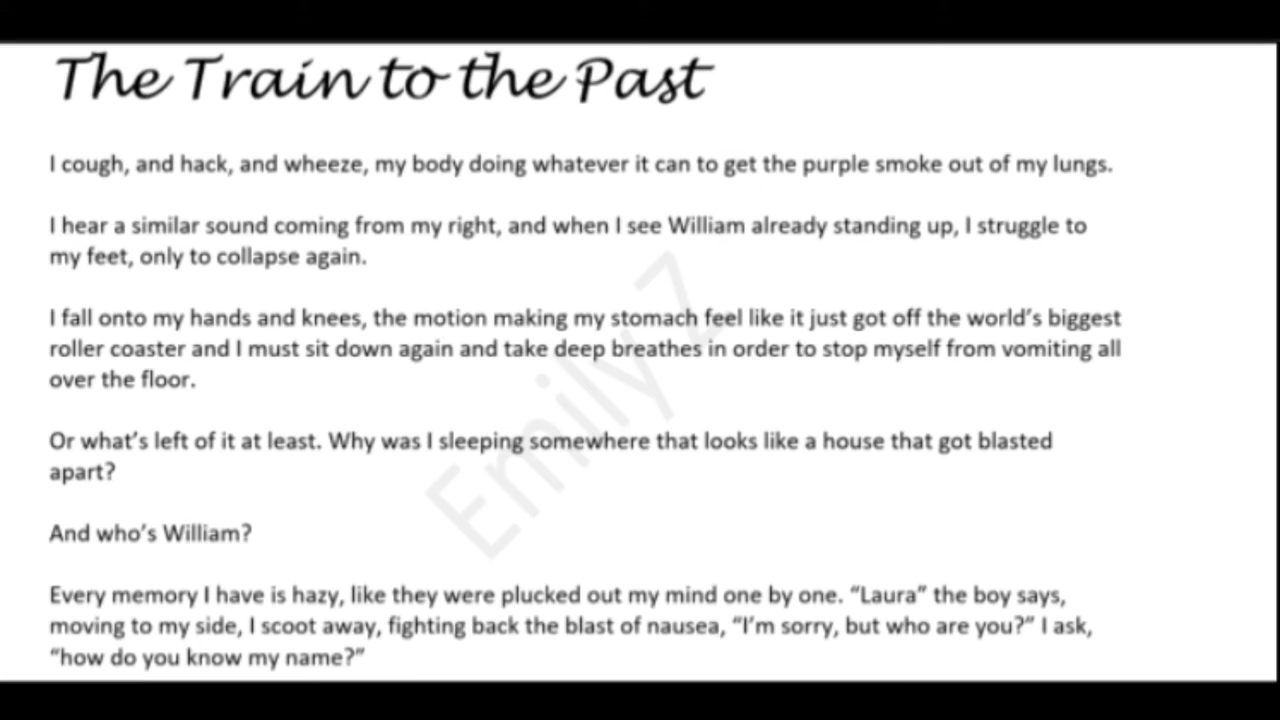 The Train to the Past
I cough, and hack, and wheeze, my body doing whatever it can to get the purple smoke out of my lungs.
I hear a similar sound coming from my right, and when I see William already standing up, I struggle to
my feet, only to collapse again.
I fall onto my hands and knees, the motion making my stomach feel like it just got off the world’s biggest
roller coaster and I must sit down again and take deep breathes in order to stop myself from vomiting all
over the floor.
Or what’s left of it at least. Why was I sleeping somewhere that looks like a house that got blasted
apart?
And who’s William?
Every memory I have is hazy, like they were plucked out my mind one by one. “Laura” the boy says,
moving to my side, I scoot away, fighting back the blast of nausea, “I’m sorry, but who are you?” I ask,
“how do you know my name?”
Emily Z